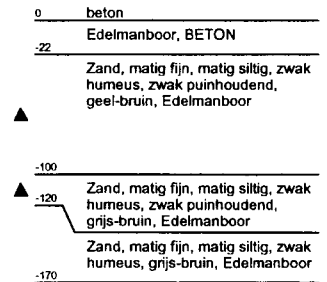 0 beton
Edelmanboor, BETON
-22
Zand, matig fijn, matig siltig, zwak
humeus, zwak puinhoudend,
geel-bruin, Edelmanboor
-100
Zand, matig fijn, matig siltig, zwak
-120
humeus, zwak puinhoudend,
grijs-bruin, Edelmanboor
Zand, matig fijn, matig siltig, zwak
humeus, grijs-bruin, Edelmanboor
-170